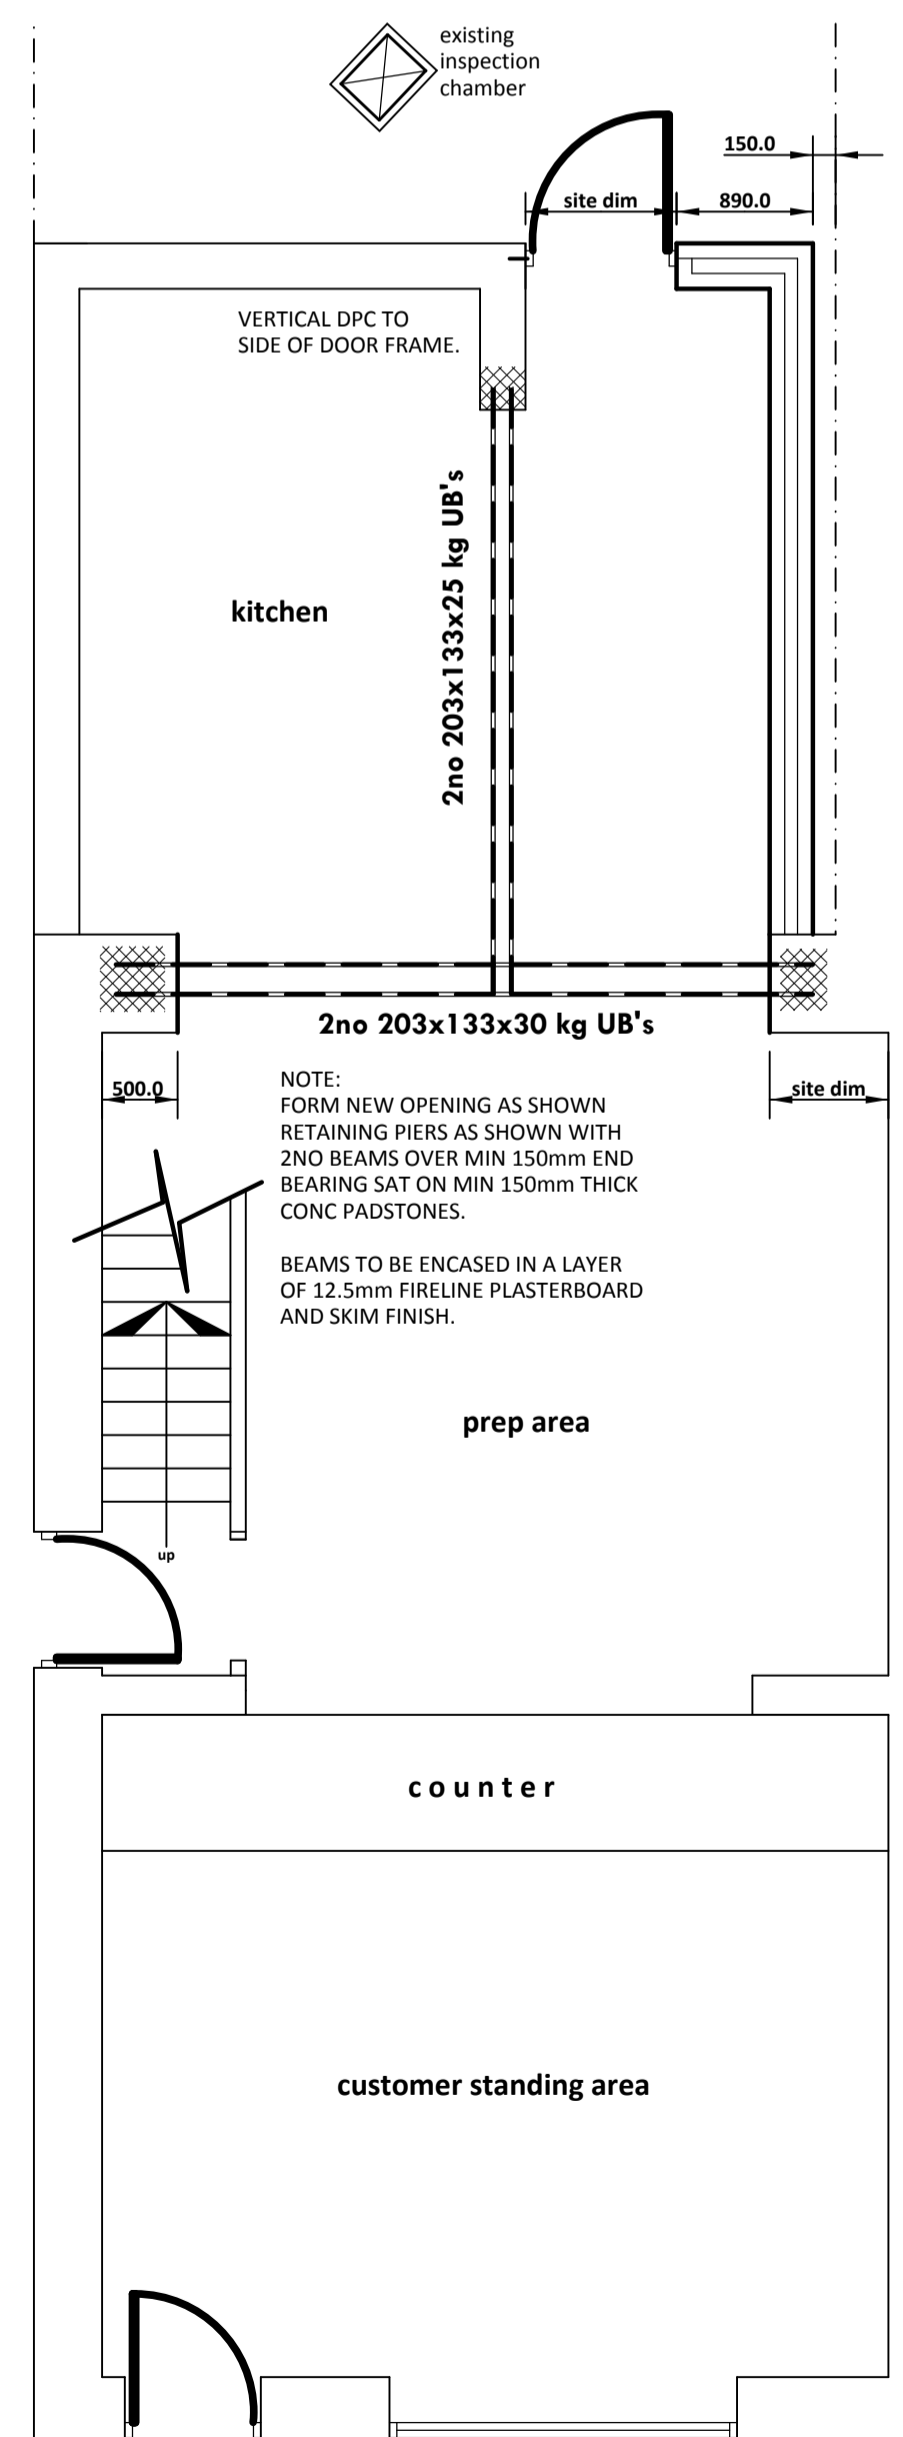 existing
inspection
chamber
150.0
site dim
890.0
VERTICAL DPC TO
SIDE OF DOOR FRAME.
2no 203x133x25 kg UB's
kitchen
2no 203x133x30 kg UB's
500.0
site dim
NOTE:
FORM NEW OPENING AS SHOWN
RETAINING PIERS AS SHOWN WITH
2NO BEAMS OVER MIN 150mm END
BEARING SAT ON MIN 150mm THICK
CONC PADSTONES.
BEAMS TO BE ENCASED IN A LAYER
OF 12.5mm FIRELINE PLASTERBOARD
AND SKIM FINISH.
prep area
up
counter
customer standing area